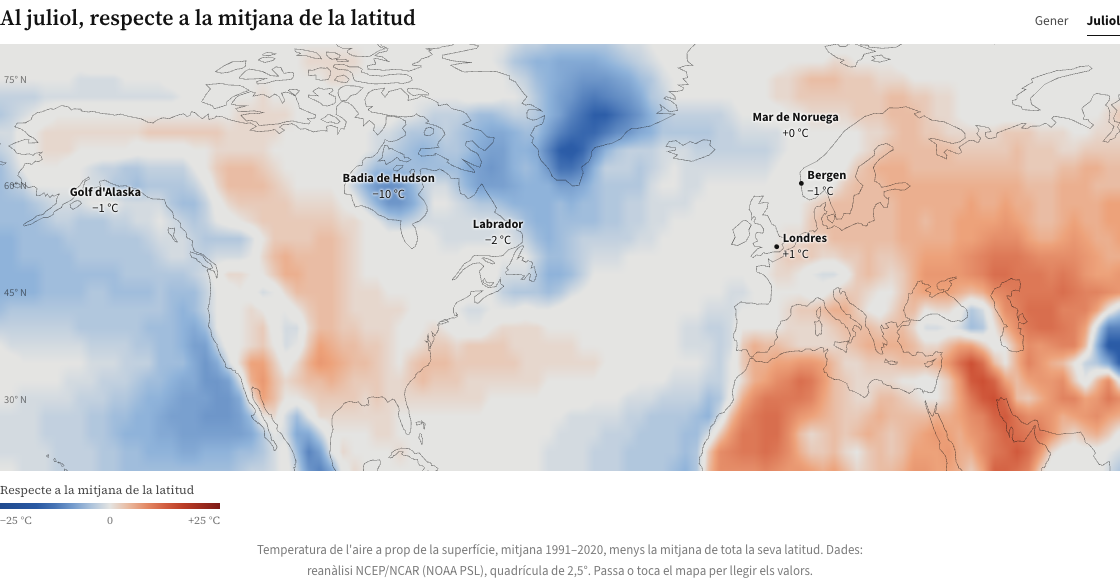 Al juliol, respecte a la mitjana de la latitud
Gener Juliol
75° N
Mar de Noruega
+0 °C
Badia de Hudson
−10 °C
Bergen
−1 °C
60° N
Golf d'Alaska
−1 °C
Labrador
−2 °C
Londres
+1 °C
45° N
30° N
Respecte a la mitjana de la latitud
−25 °C 0 +25 °C
Temperatura de l'aire a prop de la superfície, mitjana 1991–2020, menys la mitjana de tota la seva latitud. Dades:
reanàlisi NCEP/NCAR (NOAA PSL), quadrícula de 2,5°. Passa o toca el mapa per llegir els valors.